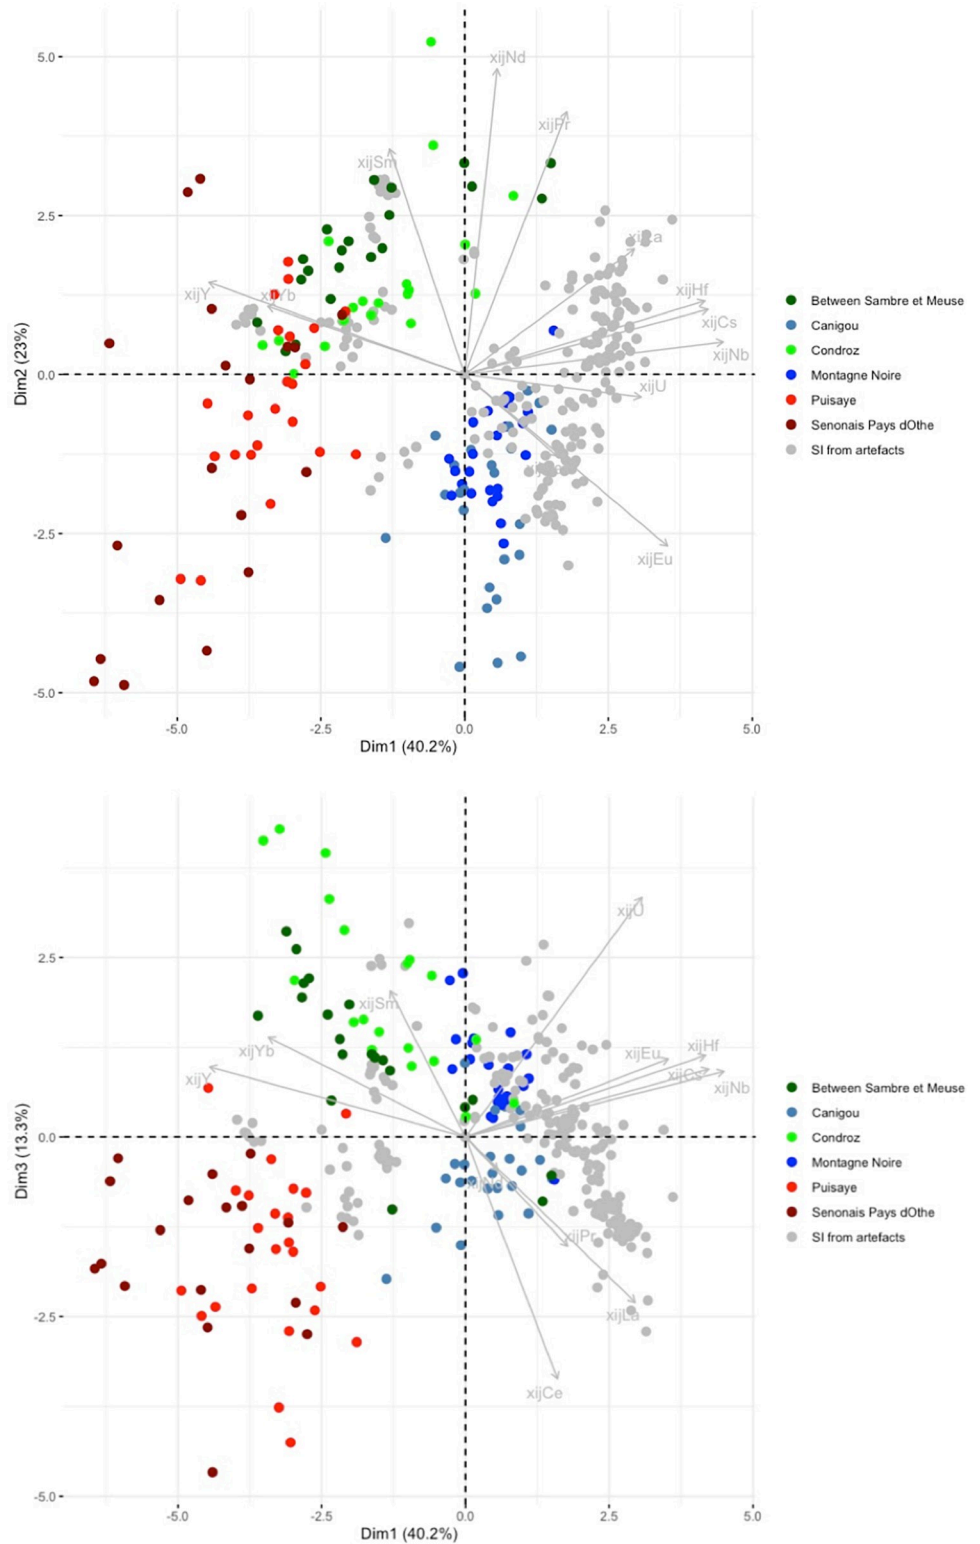 5.0
xijNd
xijPr
xijSm
2.5
xijLa
xijHf
xijY
xijYb
xijCs
xijNb
0.0
xijU
xijEu
-2.5
-5.0
-5.0 -2.5 0.0 2.5 5.0
Dim1 (40.2%)
Dim2 (23%)
Between Sambre et Meuse
Canigou
Condroz
Montagne Noire
Puisaye
Senonais Pays dOthe
SI from artefacts
xijU
2.5
xijSm
xijYb
xijEu
xijHf
xijY
xijCs
xijNb
0.0
xijNd
xijPr
-2.5
xijLa
xijCe
-5.0
-5.0 -2.5 0.0 2.5 5.0
Dim1 (40.2%)
Dim3 (13.3%)
Between Sambre et Meuse
Canigou
Condroz
Montagne Noire
Puisaye
Senonais Pays dOthe
SI from artefacts